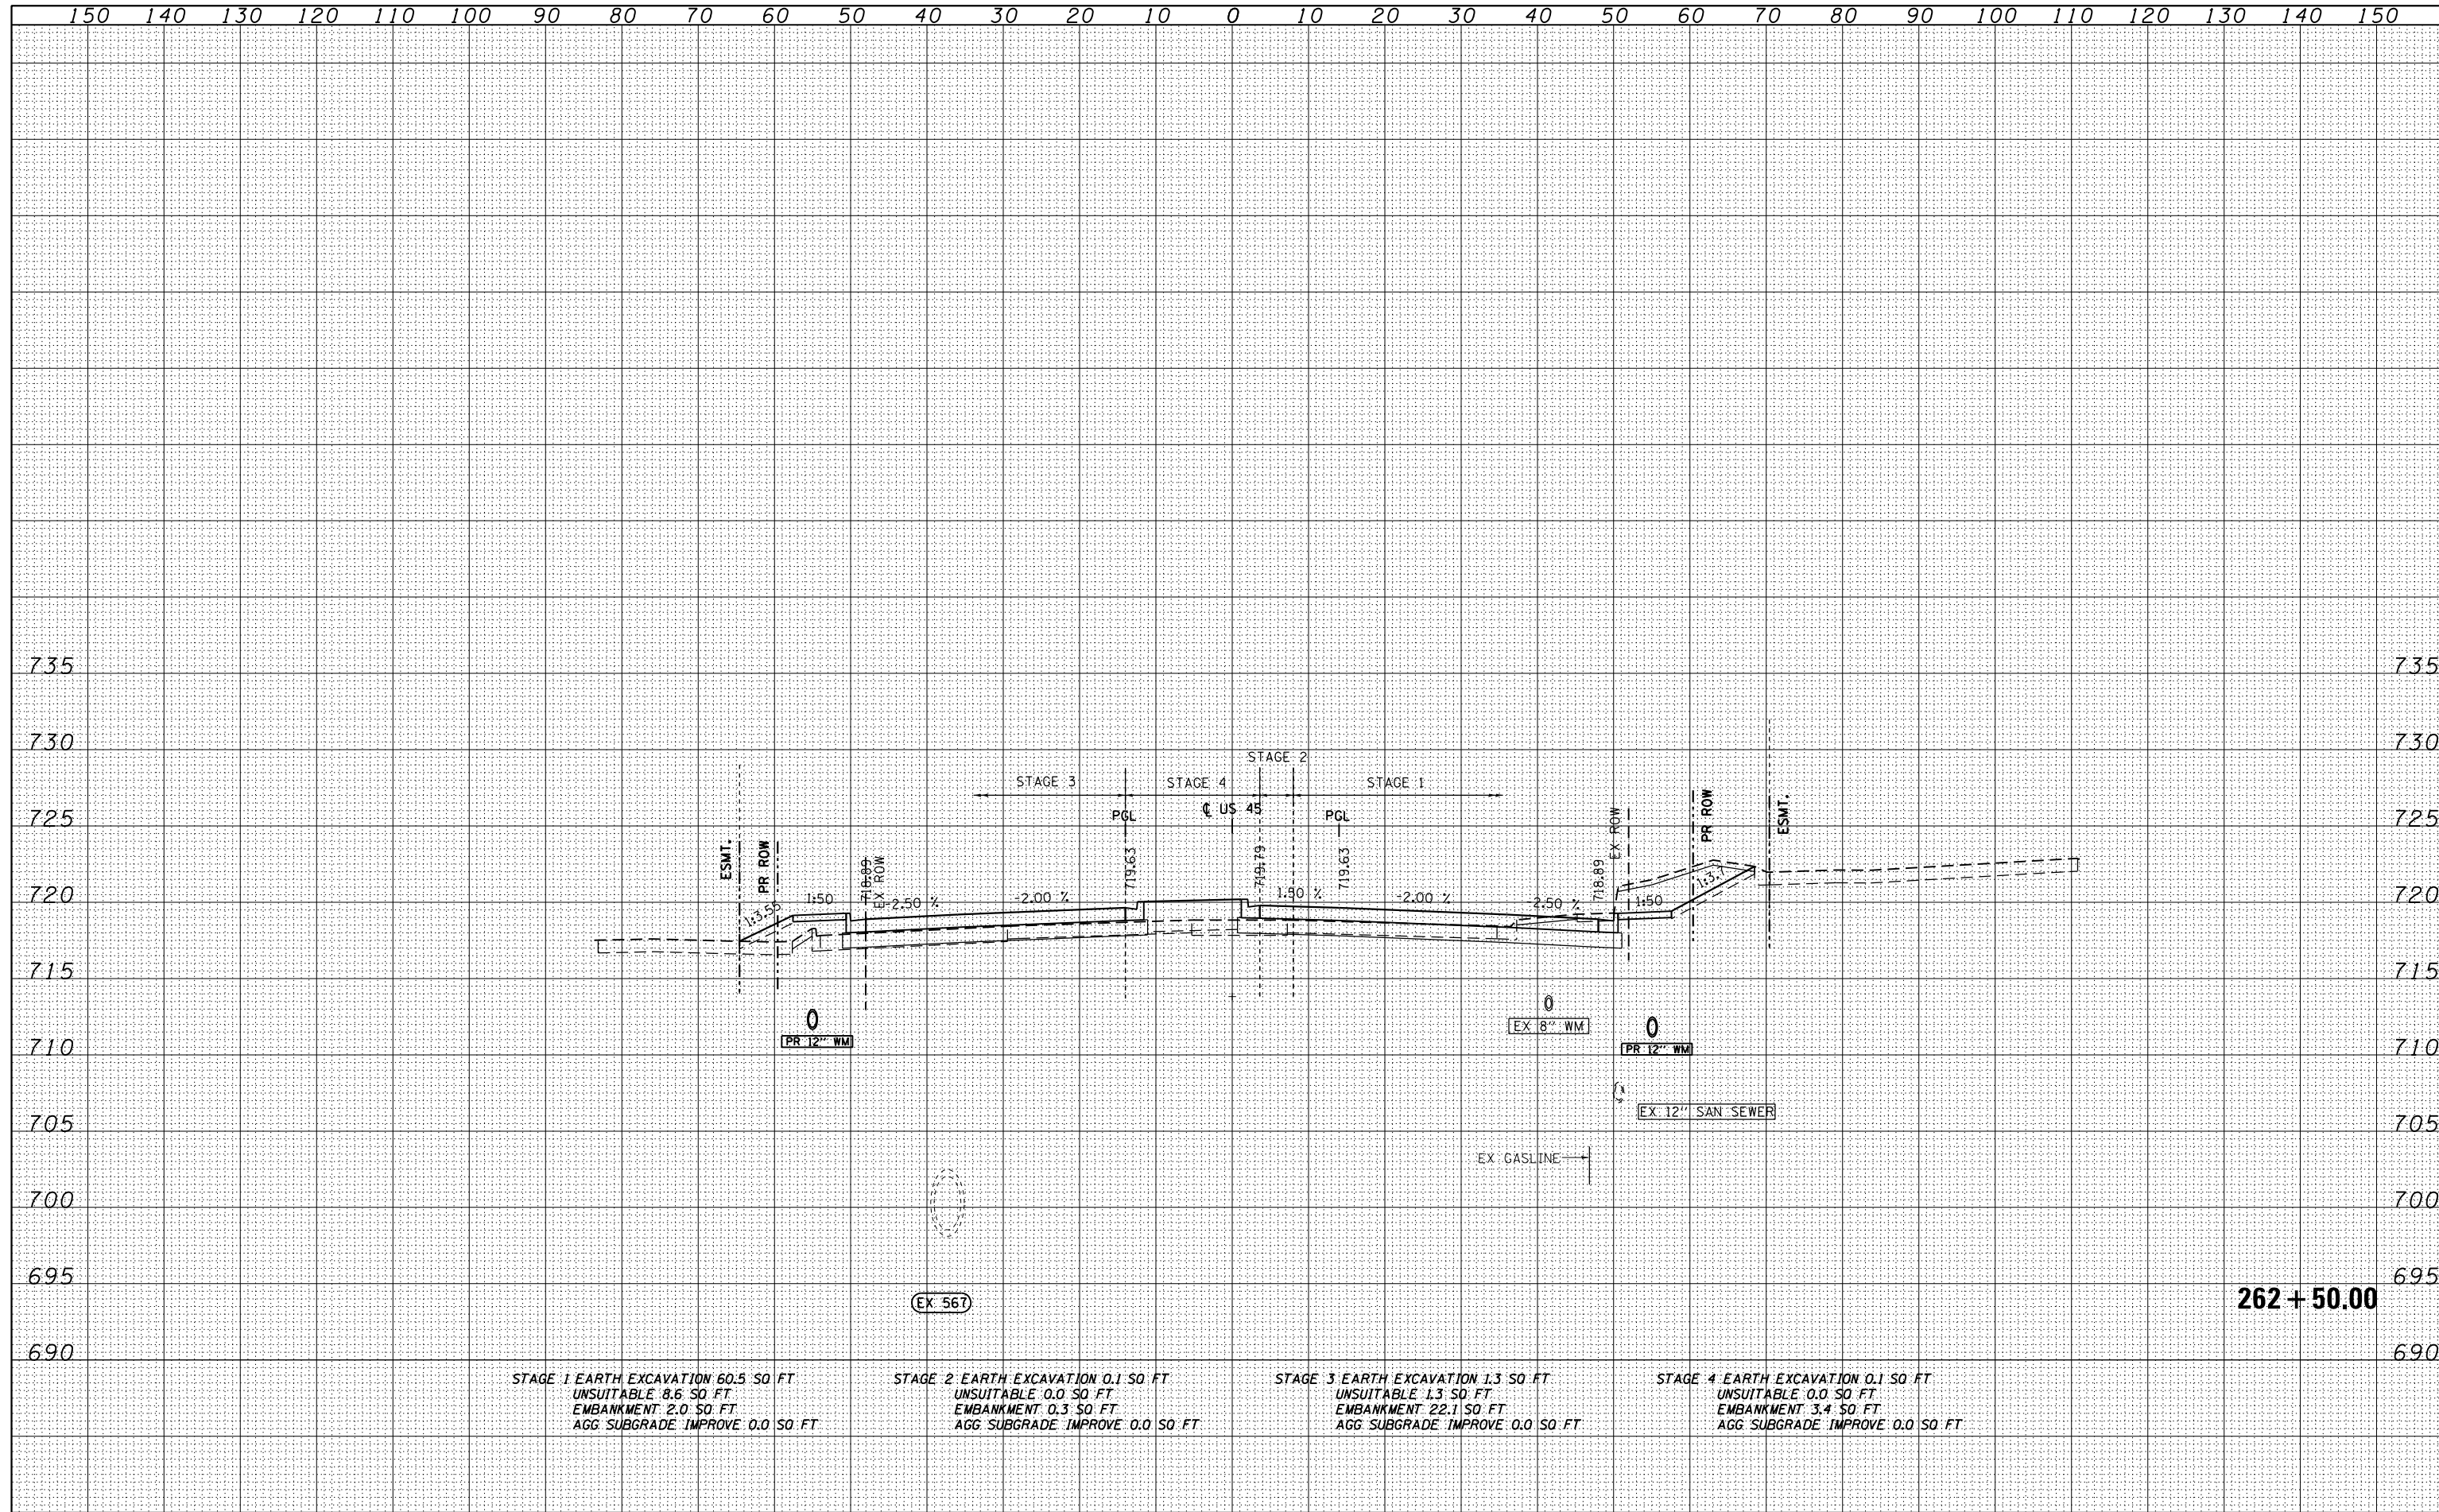 150 140 130 120 110 100 90 80 70 60 50 40 30 20 10 0 10 20 30 40 50 60 70 80 90 100 110 120 130 140 150
735 735
730 730
STAGE 2
STAGE 3 STAGE 4 STAGE 1
725 725
PGL ℄ US 45 PGL
ESMT. PR ROW 718.89 EX ROW 719.63 719.79 719.63 718.89 EX ROW PR ROW ESMT.
720 720
1:3.55 1:50 -2.50 % -2.00 % 1.50 % -2.00 % -2.50 % 1:50 1:3.7
715 715
EX 8" WM
PR 12" WM PR 12" WM
710 710
EX 12" SAN SEWER
705 705
EX GASLINE
700 700
695 695
EX 567
262 + 50.00
690 690
STAGE 1 EARTH EXCAVATION 60.5 SQ FT
UNSUITABLE 8.6 SQ FT
EMBANKMENT 2.0 SQ FT
AGG SUBGRADE IMPROVE 0.0 SQ FT
STAGE 2 EARTH EXCAVATION 0.1 SQ FT
UNSUITABLE 0.0 SQ FT
EMBANKMENT 0.3 SQ FT
AGG SUBGRADE IMPROVE 0.0 SQ FT
STAGE 3 EARTH EXCAVATION 1.3 SQ FT
UNSUITABLE 1.3 SQ FT
EMBANKMENT 22.1 SQ FT
AGG SUBGRADE IMPROVE 0.0 SQ FT
STAGE 4 EARTH EXCAVATION 0.1 SQ FT
UNSUITABLE 0.0 SQ FT
EMBANKMENT 3.4 SQ FT
AGG SUBGRADE IMPROVE 0.0 SQ FT